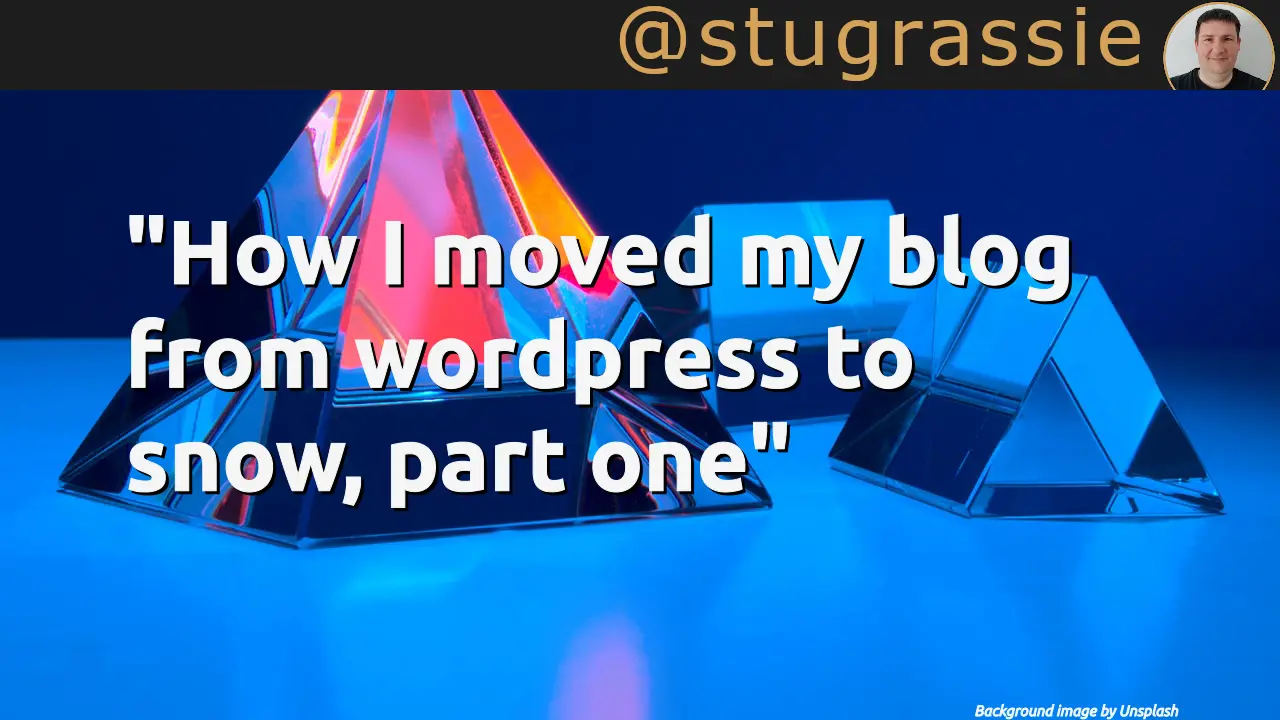 @stugrassie
"How I moved my blog
from wordpress to
snow, part one"
Background image by Unsplash